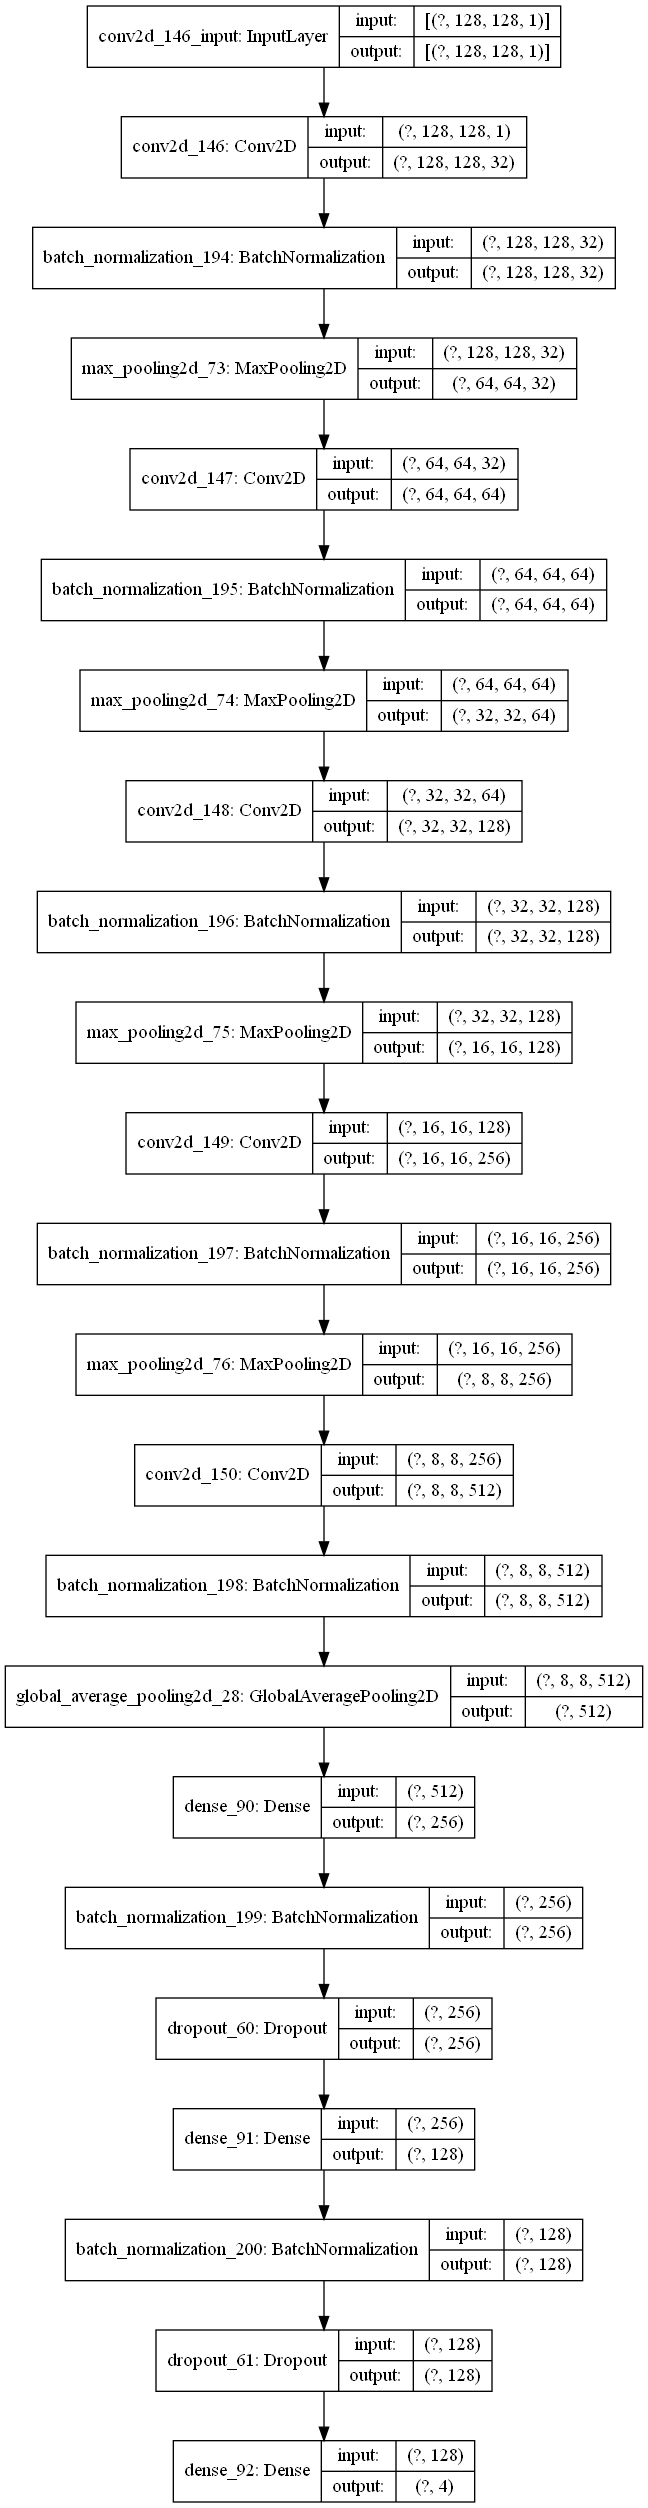 conv2d_146_input: InputLayer input: [(?, 128, 128, 1)]
output: [(?, 128, 128, 1)]
conv2d_146: Conv2D input: (?, 128, 128, 1)
output: (?, 128, 128, 32)
batch_normalization_194: BatchNormalization input: (?, 128, 128, 32)
output: (?, 128, 128, 32)
max_pooling2d_73: MaxPooling2D input: (?, 128, 128, 32)
output: (?, 64, 64, 32)
conv2d_147: Conv2D input: (?, 64, 64, 32)
output: (?, 64, 64, 64)
batch_normalization_195: BatchNormalization input: (?, 64, 64, 64)
output: (?, 64, 64, 64)
max_pooling2d_74: MaxPooling2D input: (?, 64, 64, 64)
output: (?, 32, 32, 64)
conv2d_148: Conv2D input: (?, 32, 32, 64)
output: (?, 32, 32, 128)
batch_normalization_196: BatchNormalization input: (?, 32, 32, 128)
output: (?, 32, 32, 128)
max_pooling2d_75: MaxPooling2D input: (?, 32, 32, 128)
output: (?, 16, 16, 128)
conv2d_149: Conv2D input: (?, 16, 16, 128)
output: (?, 16, 16, 256)
batch_normalization_197: BatchNormalization input: (?, 16, 16, 256)
output: (?, 16, 16, 256)
max_pooling2d_76: MaxPooling2D input: (?, 16, 16, 256)
output: (?, 8, 8, 256)
conv2d_150: Conv2D input: (?, 8, 8, 256)
output: (?, 8, 8, 512)
batch_normalization_198: BatchNormalization input: (?, 8, 8, 512)
output: (?, 8, 8, 512)
global_average_pooling2d_28: GlobalAveragePooling2D input: (?, 8, 8, 512)
output: (?, 512)
dense_90: Dense input: (?, 512)
output: (?, 256)
batch_normalization_199: BatchNormalization input: (?, 256)
output: (?, 256)
dropout_60: Dropout input: (?, 256)
output: (?, 256)
dense_91: Dense input: (?, 256)
output: (?, 128)
batch_normalization_200: BatchNormalization input: (?, 128)
output: (?, 128)
dropout_61: Dropout input: (?, 128)
output: (?, 128)
dense_92: Dense input: (?, 128)
output: (?, 4)